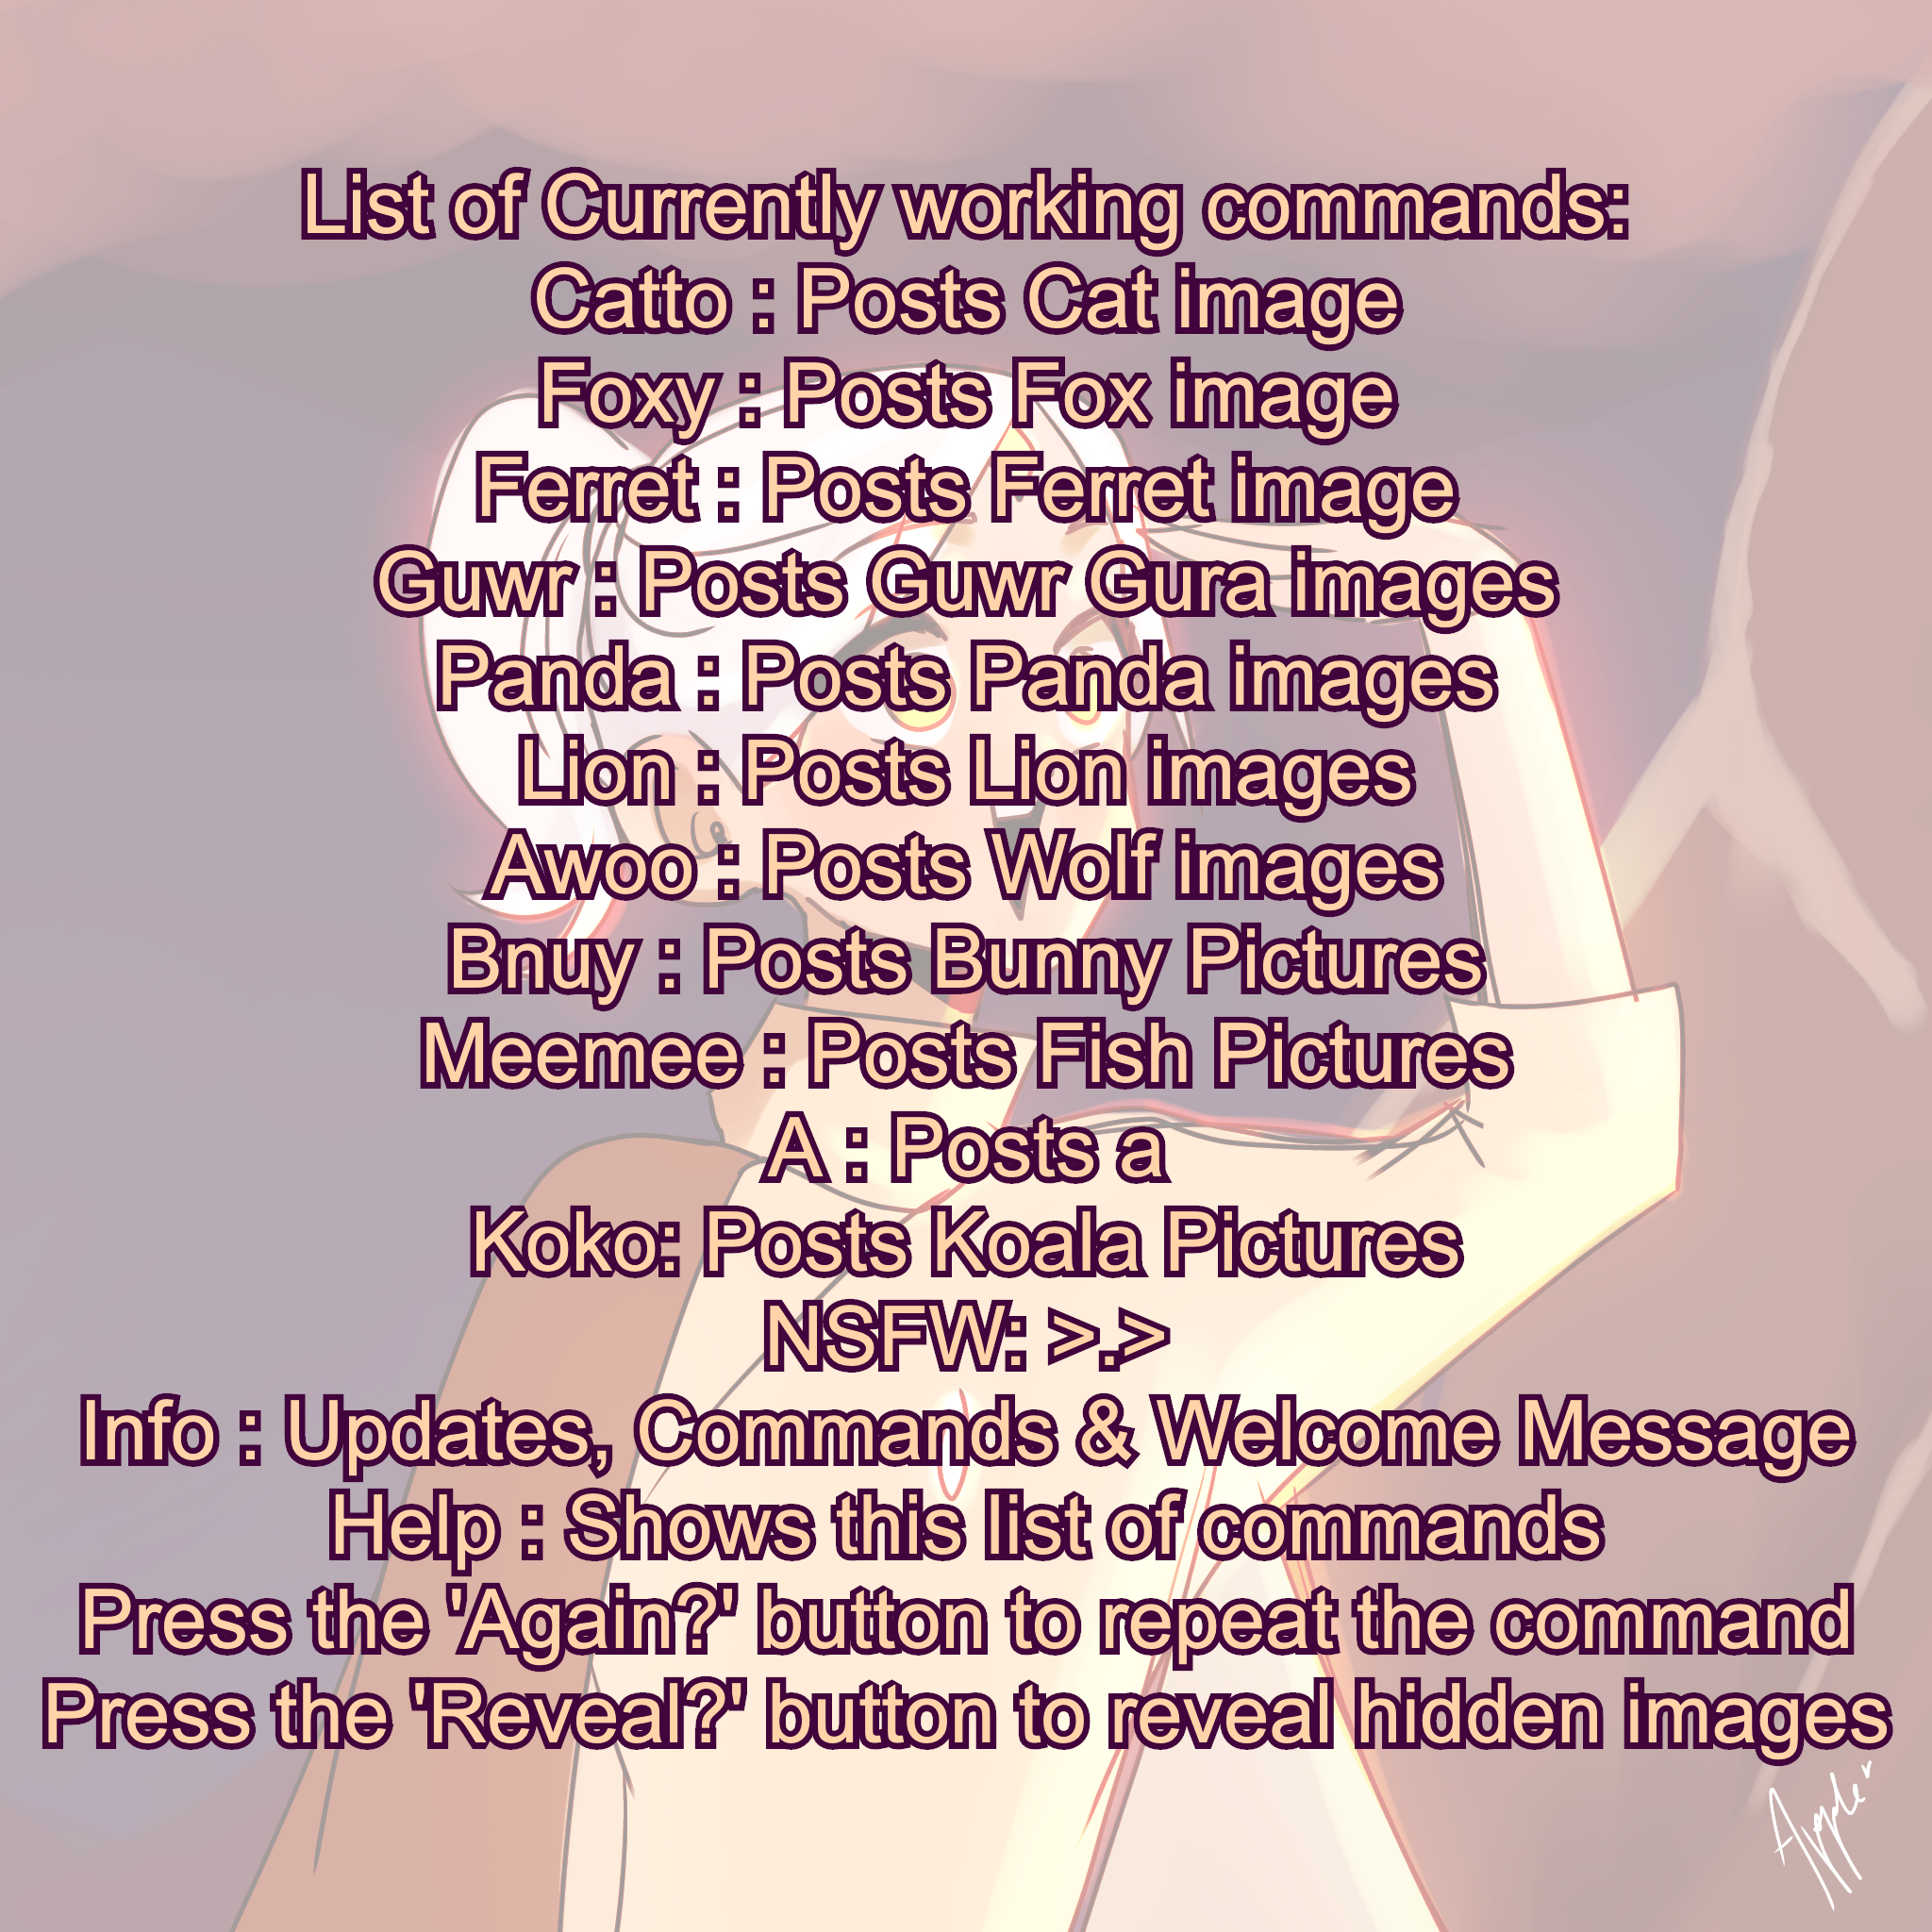 List of Currently working commands:
Catto : Posts Cat image
Foxy : Posts Fox image
Ferret : Posts Ferret image
Guwr : Posts Guwr Gura images
Panda : Posts Panda images
Lion : Posts Lion images
Awoo : Posts Wolf images
Bnuy : Posts Bunny Pictures
Meemee : Posts Fish Pictures
A : Posts a
Koko: Posts Koala Pictures
NSFW: >.>
Info : Updates, Commands & Welcome Message
Help : Shows this list of commands
Press the 'Again?' button to repeat the command
Press the 'Reveal?' button to reveal hidden images
Apple